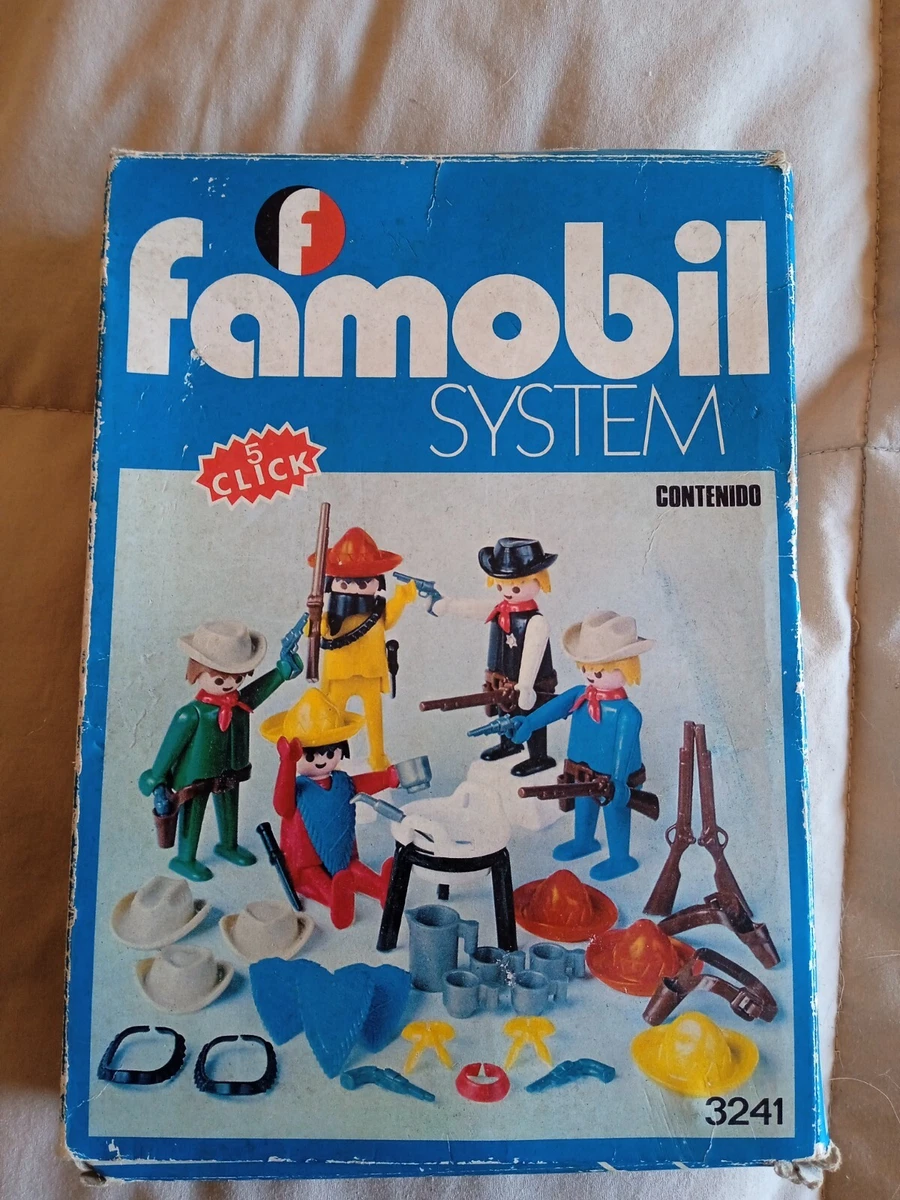 f
famobil
SYSTEM
5
CLICK
CONTENIDO
3241